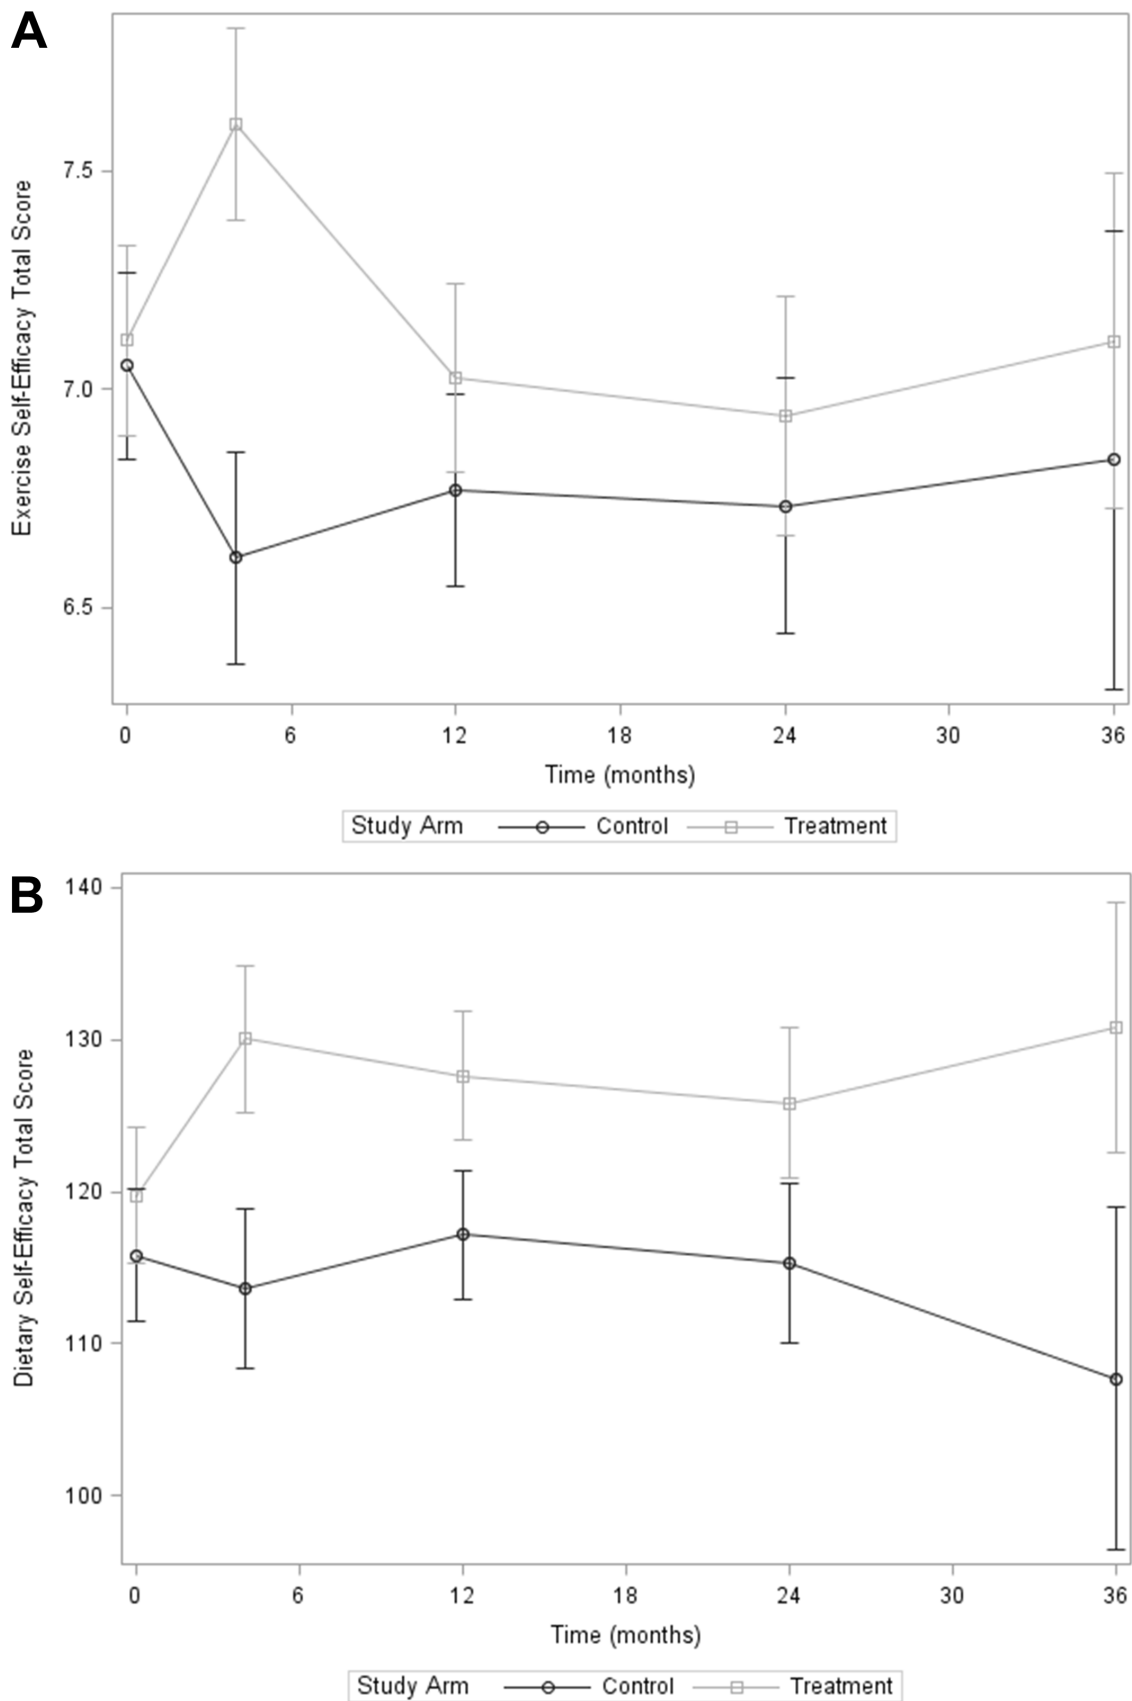 A
Exercise Self-Efficacy Total Score
7.5
7.0
6.5
0 6 12 18 24 30 36
Time (months)
Study Arm Control Treatment
B
Dietary Self-Efficacy Total Score
140
130
120
110
100
0 6 12 18 24 30 36
Time (months)
Study Arm Control Treatment